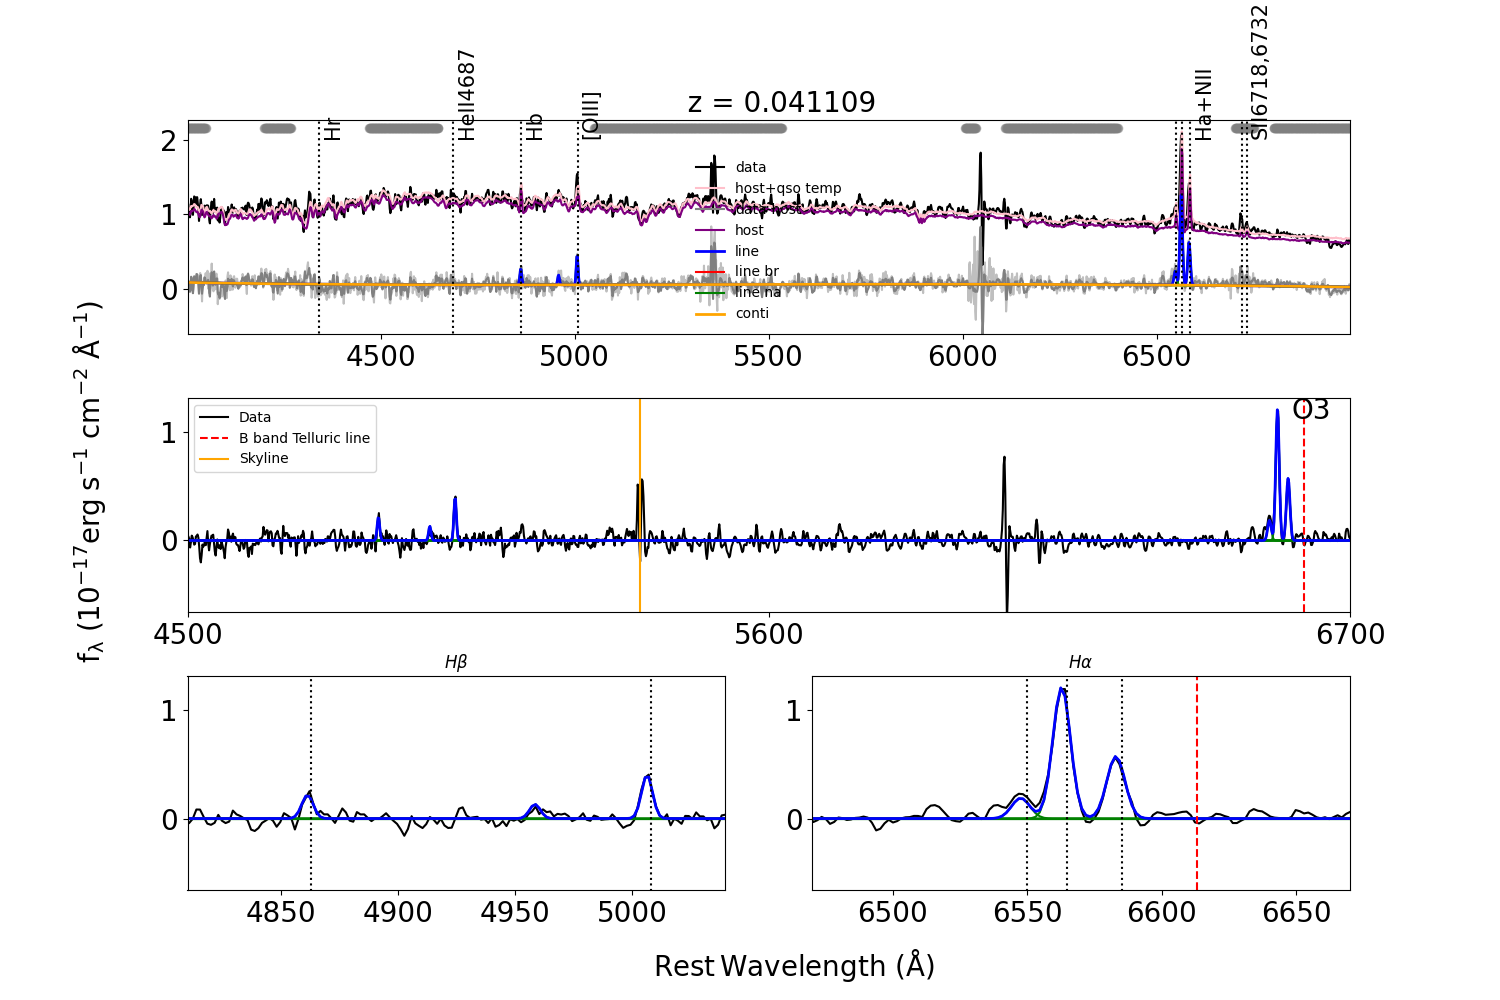 z = 0.041109
Hr
HeII4687
Hb
[OIII]
Ha+NII
SII6718,6732
2
1
0
data
host+qso temp
data-host
host
line
line br
line na
conti
4500
5000
5500
6000
6500
fλ (10−17erg s−1 cm−2 Å−1)
1
0
Data
B band Telluric line
Skyline
O3
4500
5600
6700
Hβ
1
0
4850
4900
4950
5000
Hα
1
0
6500
6550
6600
6650
Rest Wavelength (Å)